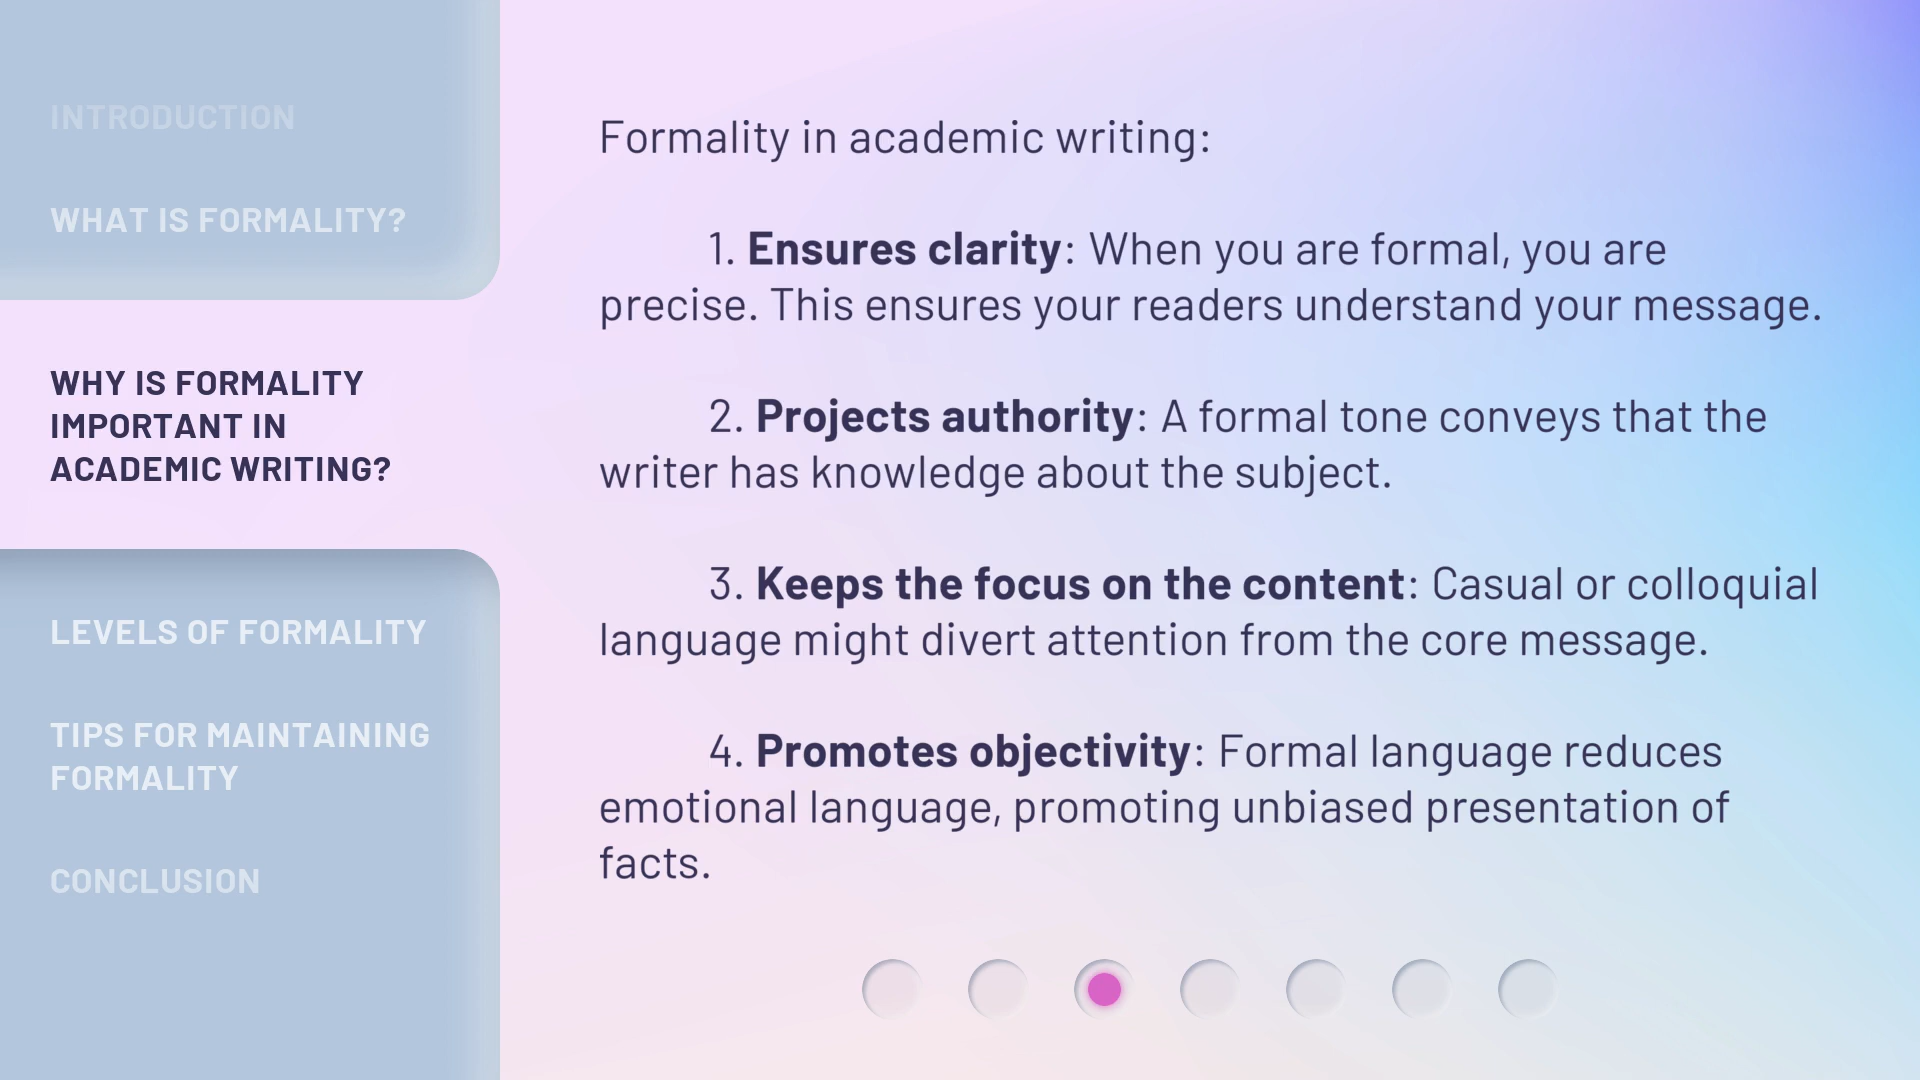 INTRODUCTION
WHAT IS FORMALITY?
WHY IS FORMALITY
IMPORTANT IN
ACADEMIC WRITING?
LEVELS OF FORMALITY
TIPS FOR MAINTAINING
FORMALITY
CONCLUSION
Formality in academic writing:
1. Ensures clarity: When you are formal, you are
precise. This ensures your readers understand your message.
2. Projects authority: A formal tone conveys that the
writer has knowledge about the subject.
3. Keeps the focus on the content: Casual or colloquial
language might divert attention from the core message.
4. Promotes objectivity: Formal language reduces
emotional language, promoting unbiased presentation of
facts.